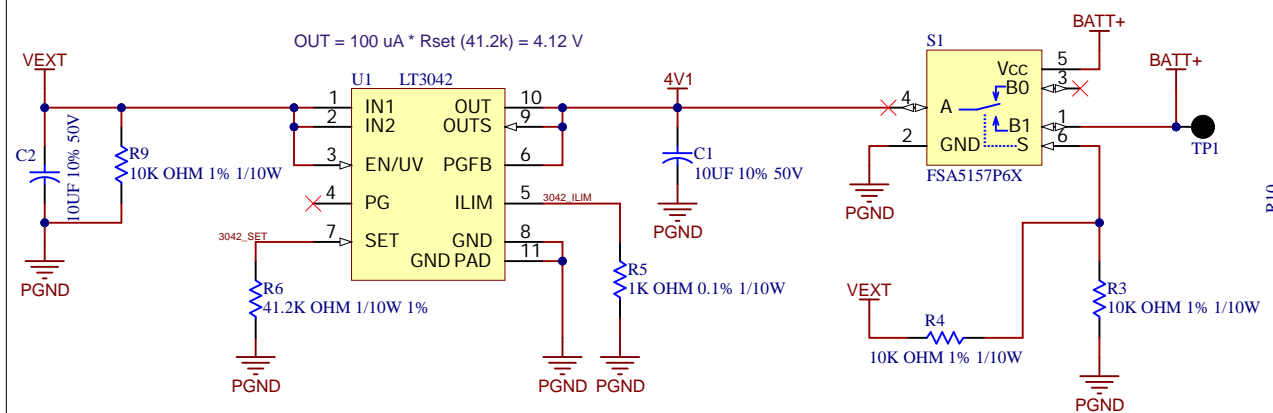 OUT = 100 uA * Rset (41.2k) = 4.12 V
VEXT
C2
10UF 10% 50V
R9
10K OHM 1% 1/10W
PGND
U1 LT3042
1 IN1 OUT 10
2 IN2 OUTS 9
3 EN/UV PGFB 6
4 PG ILIM 5
7 SET GND 8
GND PAD 11
3042_SET
3042_ILIM
R6
41.2K OHM 1/10W 1%
PGND
PGND
R5
1K OHM 0.1% 1/10W
PGND
4V1
C1
10UF 10% 50V
PGND
S1
BATT+
4 A VCC 5
B0 3
B1 1
2 GND S 6
FSA5157P6X
PGND
BATT+
TP1
VEXT
R4
10K OHM 1% 1/10W
R3
10K OHM 1% 1/10W
PGND
R10